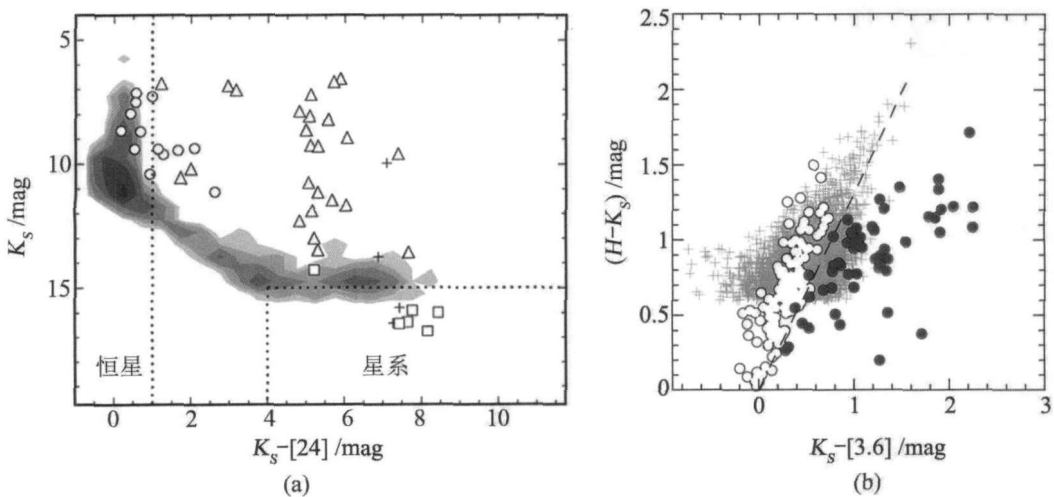 5
10
15
K_S /mag
恒星
星系
0 2 4 6 8 10
K_S−[24] /mag
(a)
2.5
2
1.5
1
0.5
0
(H−K_S) /mag
0 1 2 3
K_S−[3.6] /mag
(b)